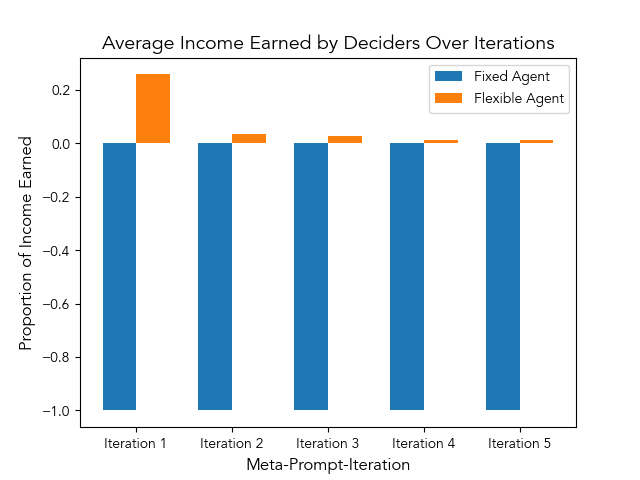 Average Income Earned by Deciders Over Iterations
Fixed Agent
Flexible Agent
0.2
0.0
−0.2
−0.4
−0.6
−0.8
−1.0
Proportion of Income Earned
Iteration 1 Iteration 2 Iteration 3 Iteration 4 Iteration 5
Meta-Prompt-Iteration